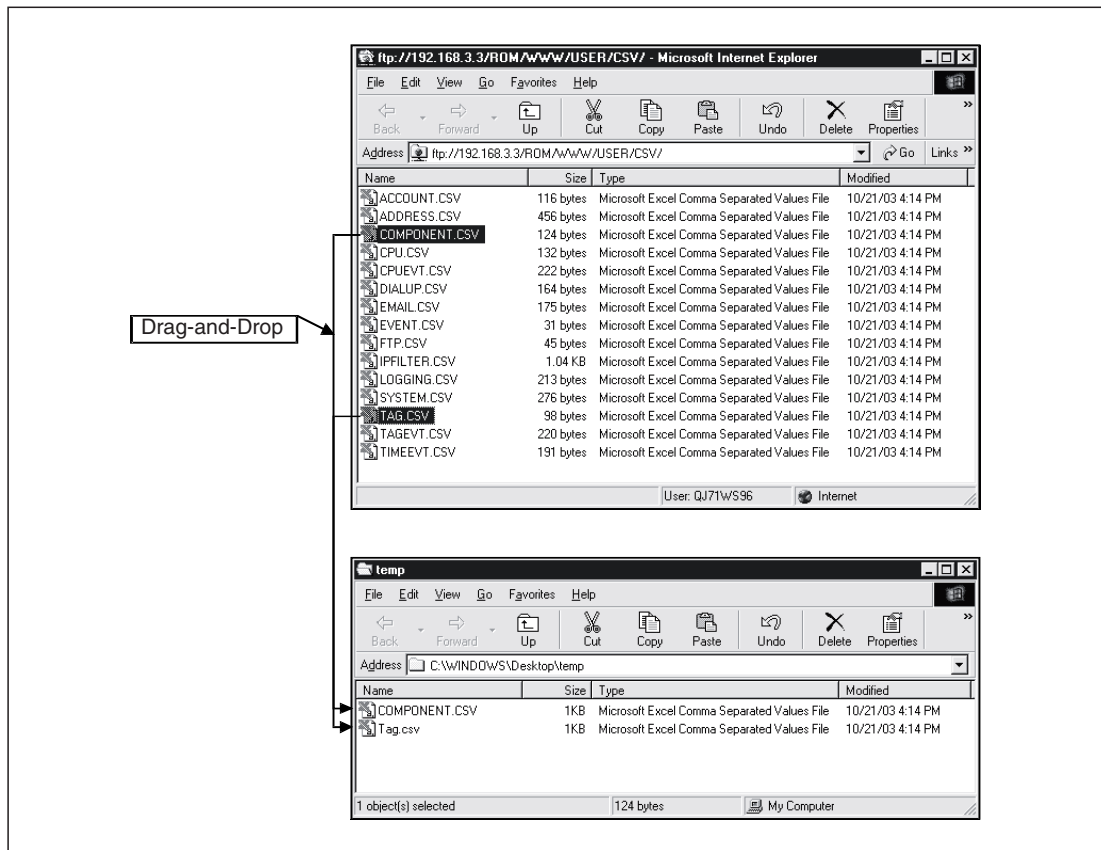 ftp://192.168.3.3/ROM/WWW/USER/CSV/ - Microsoft Internet Explorer
File Edit View Go Favorites Help
Back Forward Up Cut Copy Paste Undo Delete Properties »
Address ftp://192.168.3.3/ROM/WWW/USER/CSV/ Go Links »
Name Size Type Modified
ACCOUNT.CSV 116 bytes Microsoft Excel Comma Separated Values File 10/21/03 4:14 PM
ADDRESS.CSV 456 bytes Microsoft Excel Comma Separated Values File 10/21/03 4:14 PM
COMPONENT.CSV 124 bytes Microsoft Excel Comma Separated Values File 10/21/03 4:14 PM
CPU.CSV 132 bytes Microsoft Excel Comma Separated Values File 10/21/03 4:14 PM
CPUEVT.CSV 222 bytes Microsoft Excel Comma Separated Values File 10/21/03 4:14 PM
DIALUP.CSV 164 bytes Microsoft Excel Comma Separated Values File 10/21/03 4:14 PM
EMAIL.CSV 175 bytes Microsoft Excel Comma Separated Values File 10/21/03 4:14 PM
EVENT.CSV 31 bytes Microsoft Excel Comma Separated Values File 10/21/03 4:14 PM
Drag-and-Drop
FTP.CSV 45 bytes Microsoft Excel Comma Separated Values File 10/21/03 4:14 PM
IPFILTER.CSV 1.04 KB Microsoft Excel Comma Separated Values File 10/21/03 4:14 PM
LOGGING.CSV 213 bytes Microsoft Excel Comma Separated Values File 10/21/03 4:14 PM
SYSTEM.CSV 276 bytes Microsoft Excel Comma Separated Values File 10/21/03 4:14 PM
TAG.CSV 98 bytes Microsoft Excel Comma Separated Values File 10/21/03 4:14 PM
TAGEVT.CSV 220 bytes Microsoft Excel Comma Separated Values File 10/21/03 4:14 PM
TIMEEVT.CSV 191 bytes Microsoft Excel Comma Separated Values File 10/21/03 4:14 PM
User: QJ71WS96 Internet
temp
File Edit View Go Favorites Help
Back Forward Up Cut Copy Paste Undo Delete Properties »
Address C:\WINDOWS\Desktop\temp
Name Size Type Modified
COMPONENT.CSV 1KB Microsoft Excel Comma Separated Values File 10/21/03 4:14 PM
Tag.csv 1KB Microsoft Excel Comma Separated Values File 10/21/03 4:14 PM
1 object(s) selected 124 bytes My Computer